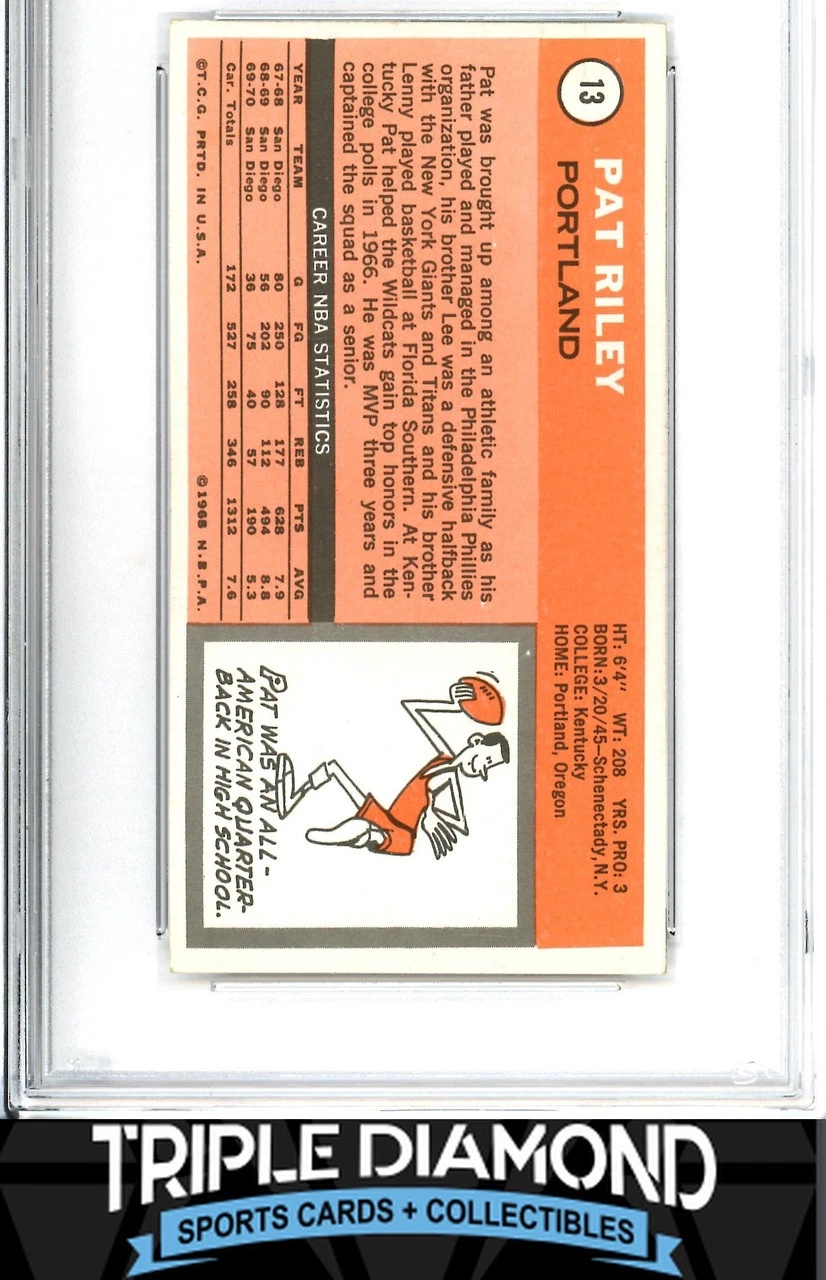 13
PAT RILEY
PORTLAND
HT: 6'4" WT: 208 YRS. PRO: 3
BORN: 3/20/45—Schenectady, N.Y.
COLLEGE: Kentucky
HOME: Portland, Oregon
Pat was brought up among an athletic family as his
father played and managed in the Philadelphia Phillies
organization, his brother Lee was a defensive halfback
with the New York Giants and Titans and his brother
Lenny played basketball at Florida Southern. At Ken-
tucky Pat helped the Wildcats gain top honors in the
college polls in 1966. He was MVP three years and
captained the squad as a senior.
CAREER NBA STATISTICS
YEAR TEAM G FG FT REB PTS AVG
67-68 San Diego 80 250 128 177 628 7.9
68-69 San Diego 56 202 90 112 494 8.8
69-70 San Diego 36 75 40 57 190 5.3
Car. Totals 172 527 258 346 1312 7.6
©T.C.G. PRTD. IN U.S.A. ©1968 N.B.P.A.
PAT WAS AN ALL-
AMERICAN QUARTER-
BACK IN HIGH SCHOOL.
TRIPLE DIAMOND
SPORTS CARDS + COLLECTIBLES